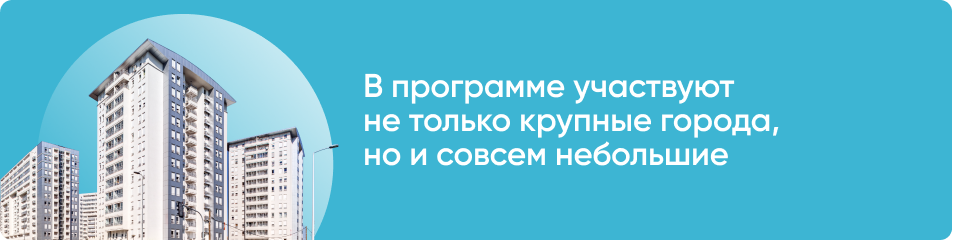 В программе участвуют
не только крупные города,
но и совсем небольшие